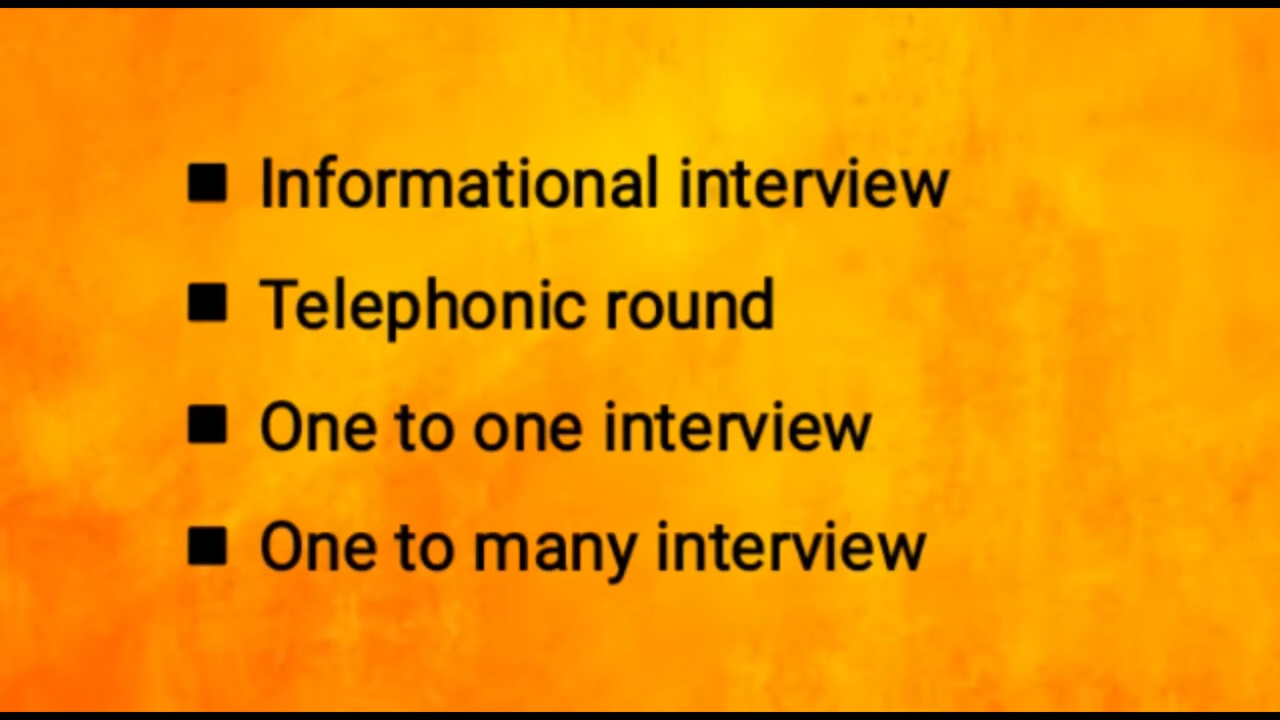 ■ Informational interview
■ Telephonic round
■ One to one interview
■ One to many interview